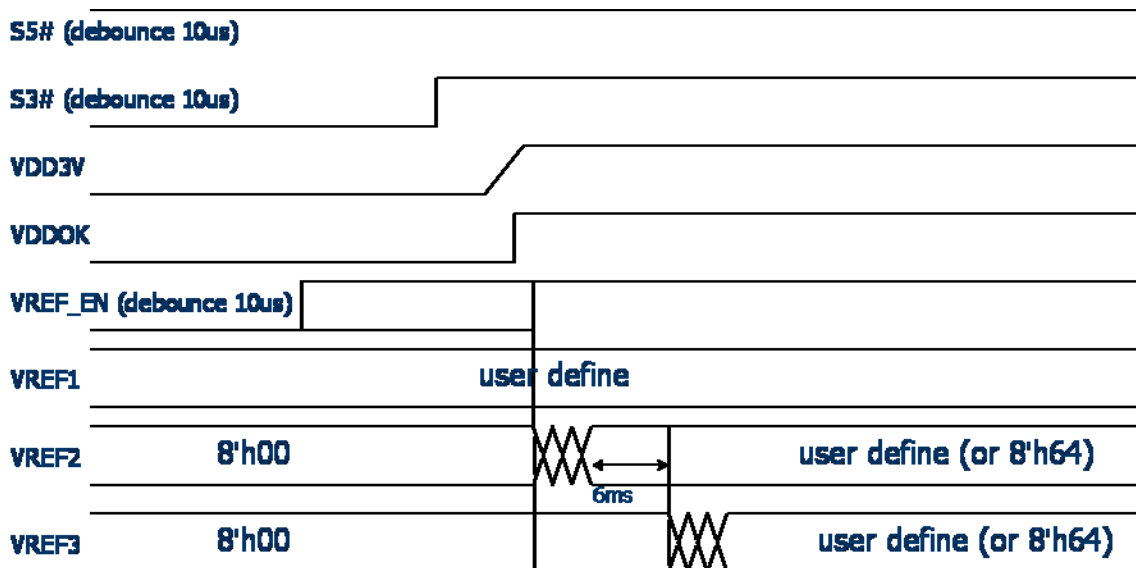 S5# (debounce 10us)
S3# (debounce 10us)
VDD3V
VDDOK
VREF_EN (debounce 10us)
VREF1 user define
VREF2 8'h00 user define (or 8'h64)
6ms
VREF3 8'h00 user define (or 8'h64)